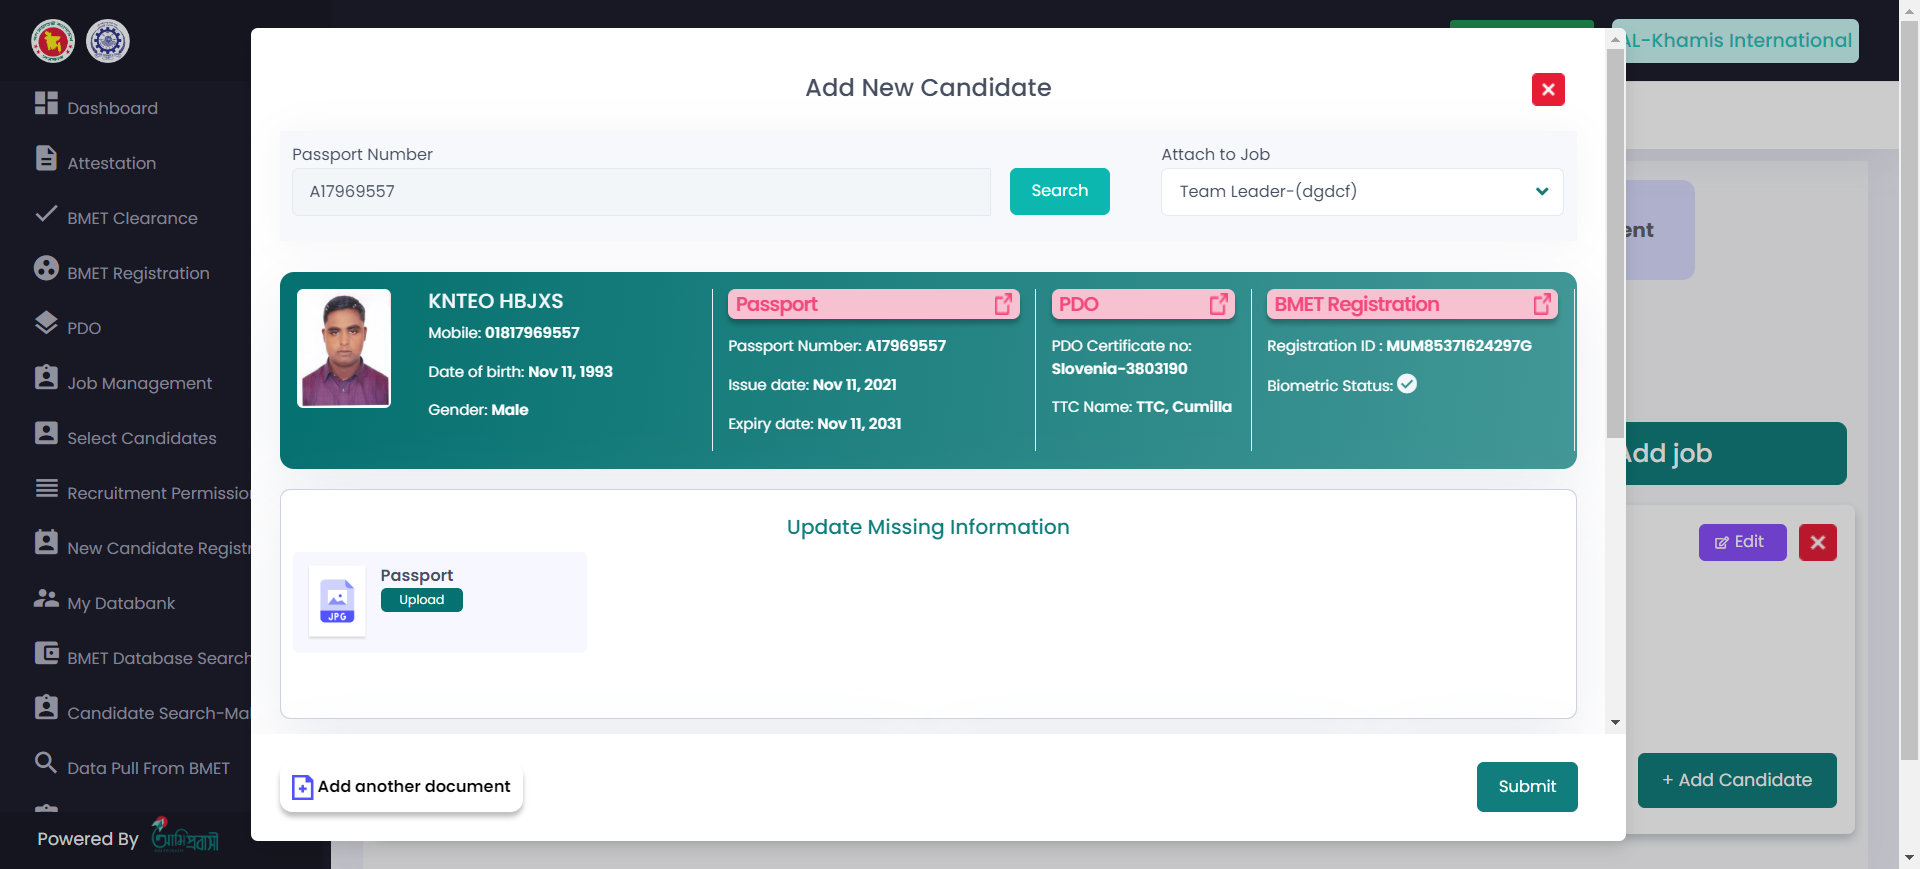 AL-Khamis International
Dashboard
Attestation
BMET Clearance
BMET Registration
PDO
Job Management
Select Candidates
Recruitment Permission
New Candidate Registr
My Databank
BMET Database Search
Candidate Search-Mal
Data Pull From BMET
Powered By আমি প্রবাসী
Add New Candidate
Passport Number
A17969557
Search
Attach to Job
Team Leader-(dgdcf)
KNTEO HBJXS
Mobile: 01817969557
Date of birth: Nov 11, 1993
Gender: Male
Passport
Passport Number: A17969557
Issue date: Nov 11, 2021
Expiry date: Nov 11, 2031
PDO
PDO Certificate no:
Slovenia-3803190
TTC Name: TTC, Cumilla
BMET Registration
Registration ID : MUM85371624297G
Biometric Status:
Update Missing Information
Passport
Upload
JPG
Add another document
Submit
ent
Add job
Edit
+ Add Candidate